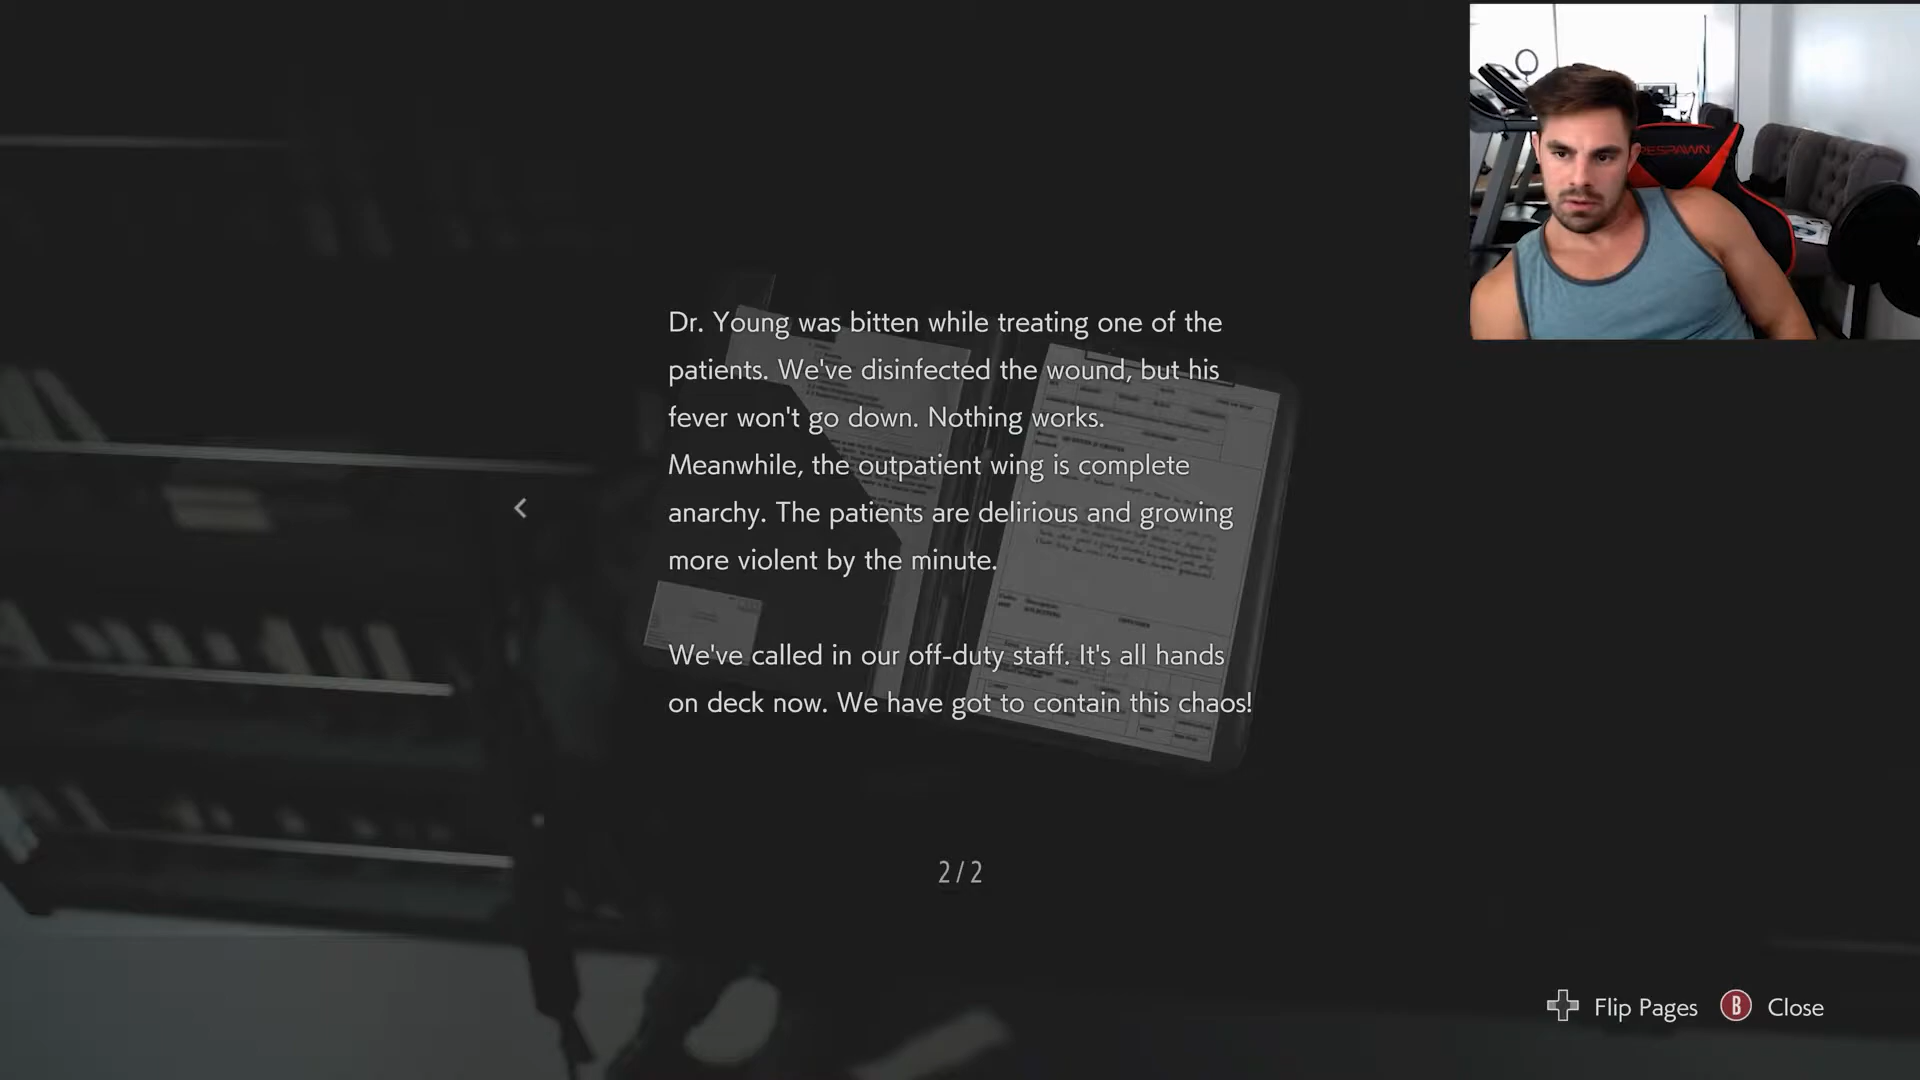 RESPAWN
Dr. Young was bitten while treating one of the
patients. We've disinfected the wound, but his
fever won't go down. Nothing works.
Meanwhile, the outpatient wing is complete
anarchy. The patients are delirious and growing
more violent by the minute.
We've called in our off-duty staff. It's all hands
on deck now. We have got to contain this chaos!
2 / 2
Flip Pages B Close